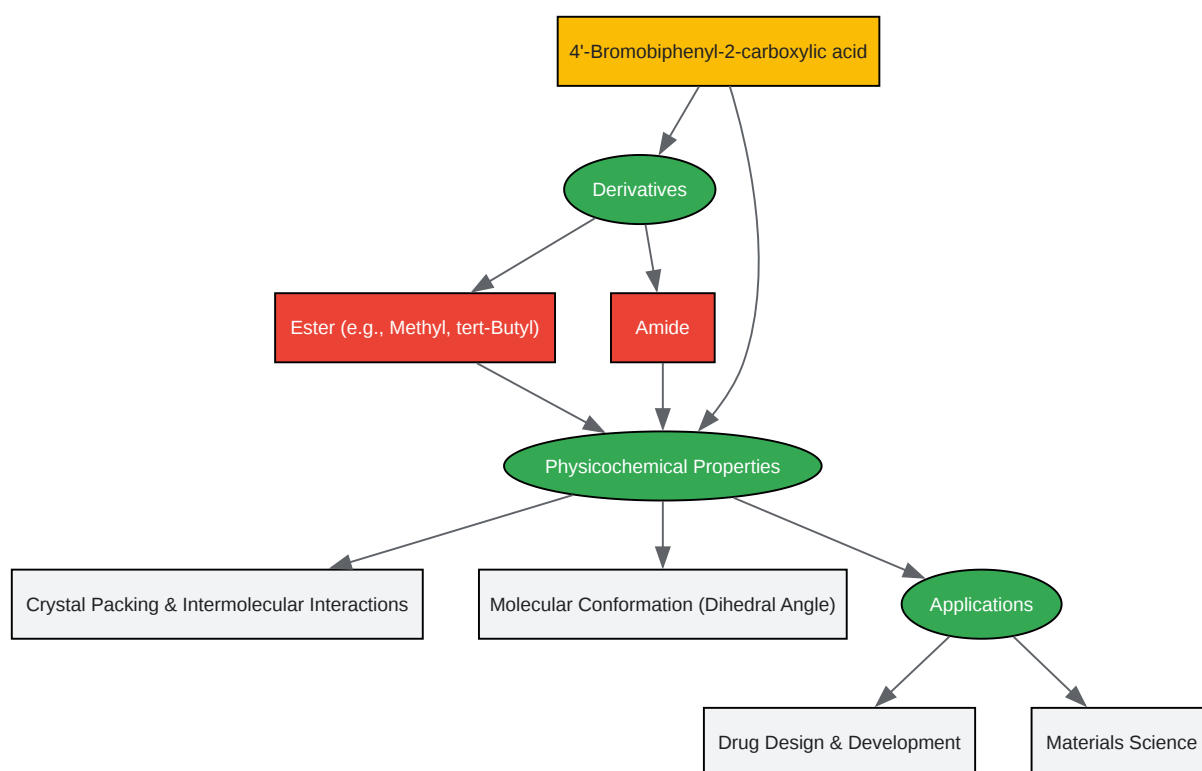 4'-Bromobiphenyl-2-carboxylic acid
Derivatives
Ester (e.g., Methyl, tert-Butyl)
Amide
Physicochemical Properties
Crystal Packing & Intermolecular Interactions
Molecular Conformation (Dihedral Angle)
Applications
Drug Design & Development
Materials Science